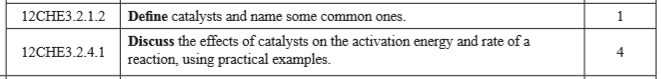 12CHE3.2.1.2 Define catalysts and name some common ones. 1
Discuss the effects of catalysts on the activation energy and rate of a
12CHE3.2.4.1 4
reaction, using practical examples.